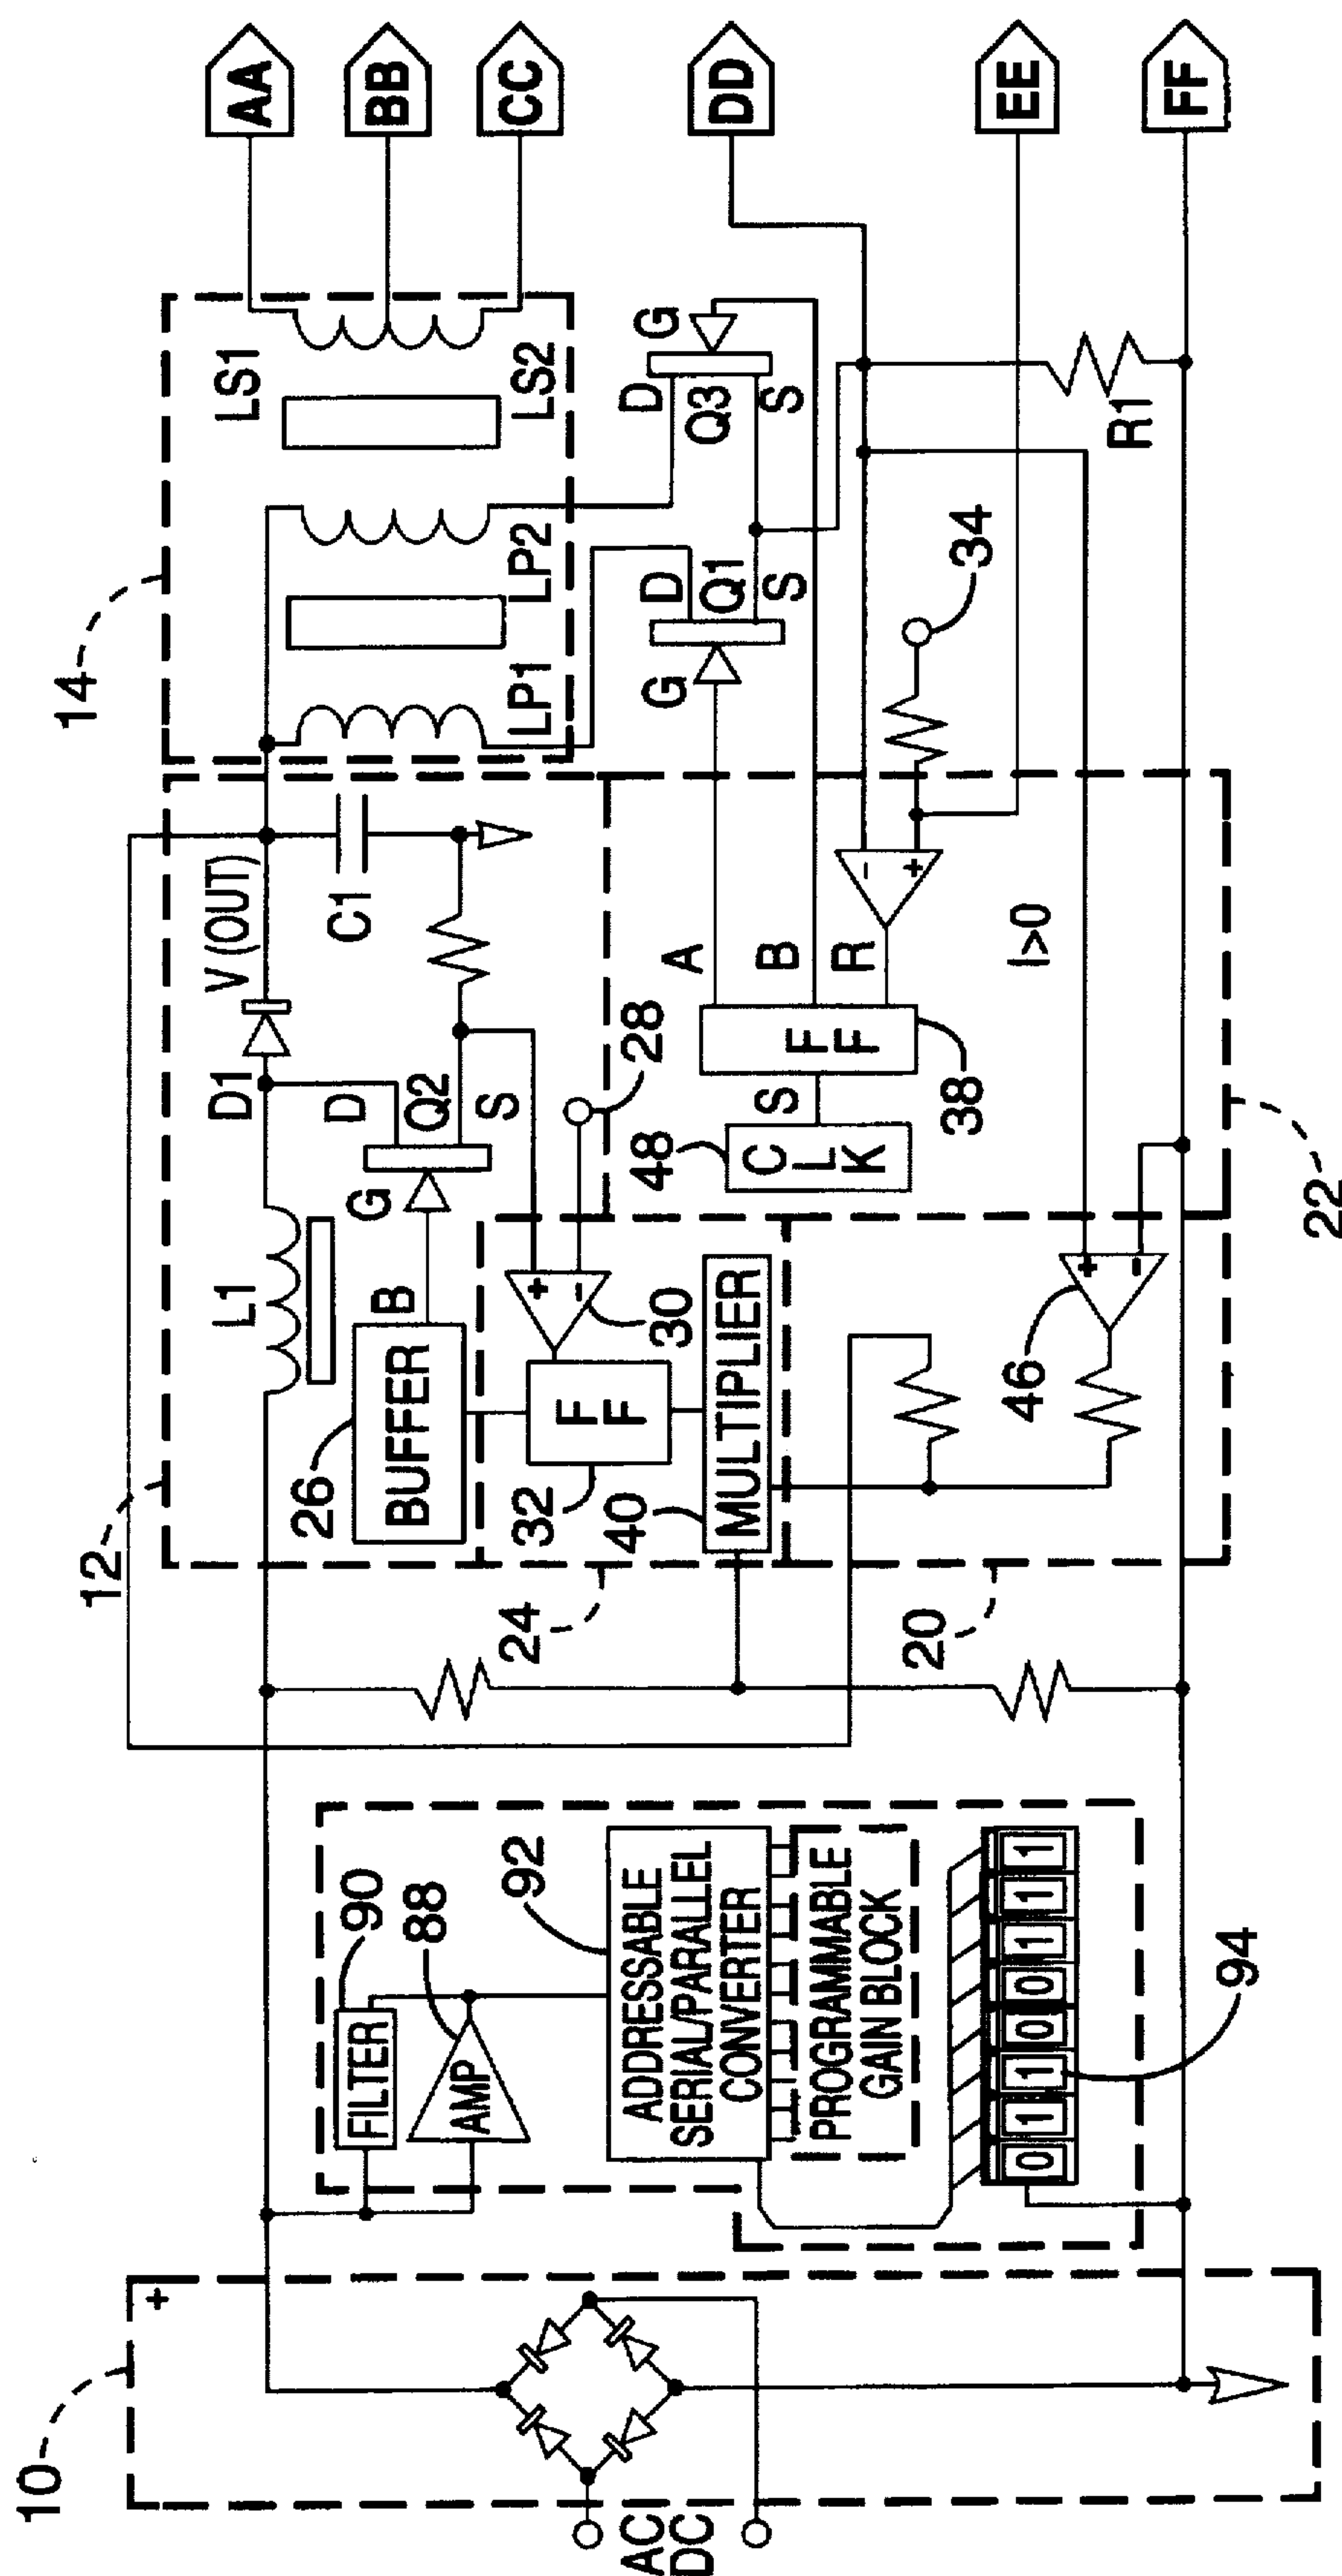 10
+
AC
DC
90
FILTER
88
AMP
92
ADDRESSABLE
SERIAL/PARALLEL
CONVERTER
PROGRAMMABLE
GAIN BLOCK
0 1 1 0 0 1 1 1
94
12
L1
D1
V (OUT)
C1
26
BUFFER
B
G
D
Q2
S
24
32
FF
+
-
30
28
40
MULTIPLIER
20
46
+
-
48
CLK
S
FF
38
A
B
R
-
+
I>0
22
34
14
LP1
LP2
LS1
LS2
G
D
Q1
S
D
Q3
S
G
R1
AA
BB
CC
DD
EE
FF